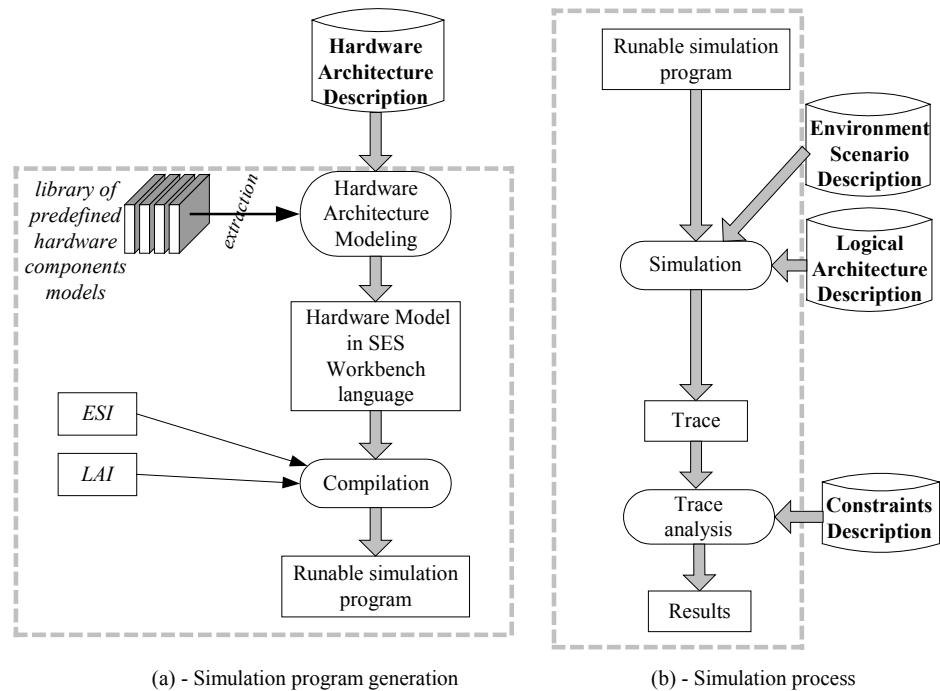 Hardware
Architecture
Description
library of
predefined
hardware
components
models
extraction
Hardware
Architecture
Modeling
Hardware Model
in SES
Workbench
language
ESI
LAI
Compilation
Runable simulation
program
(a) - Simulation program generation
Runable simulation
program
Environment
Scenario
Description
Simulation
Logical
Architecture
Description
Trace
Trace
analysis
Constraints
Description
Results
(b) - Simulation process